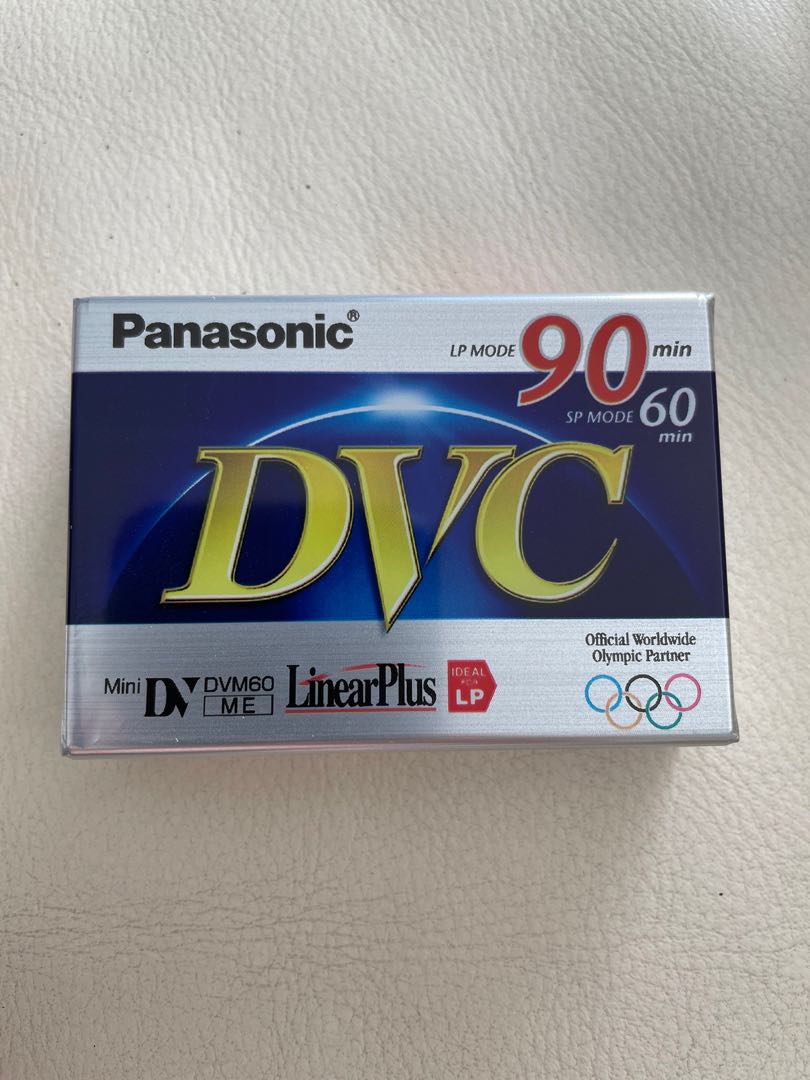 Panasonic®
LP MODE 90 min
SP MODE 60 min
DVC
Official Worldwide
Olympic Partner
Mini DV DVM60 ME LinearPlus IDEAL FOR LP